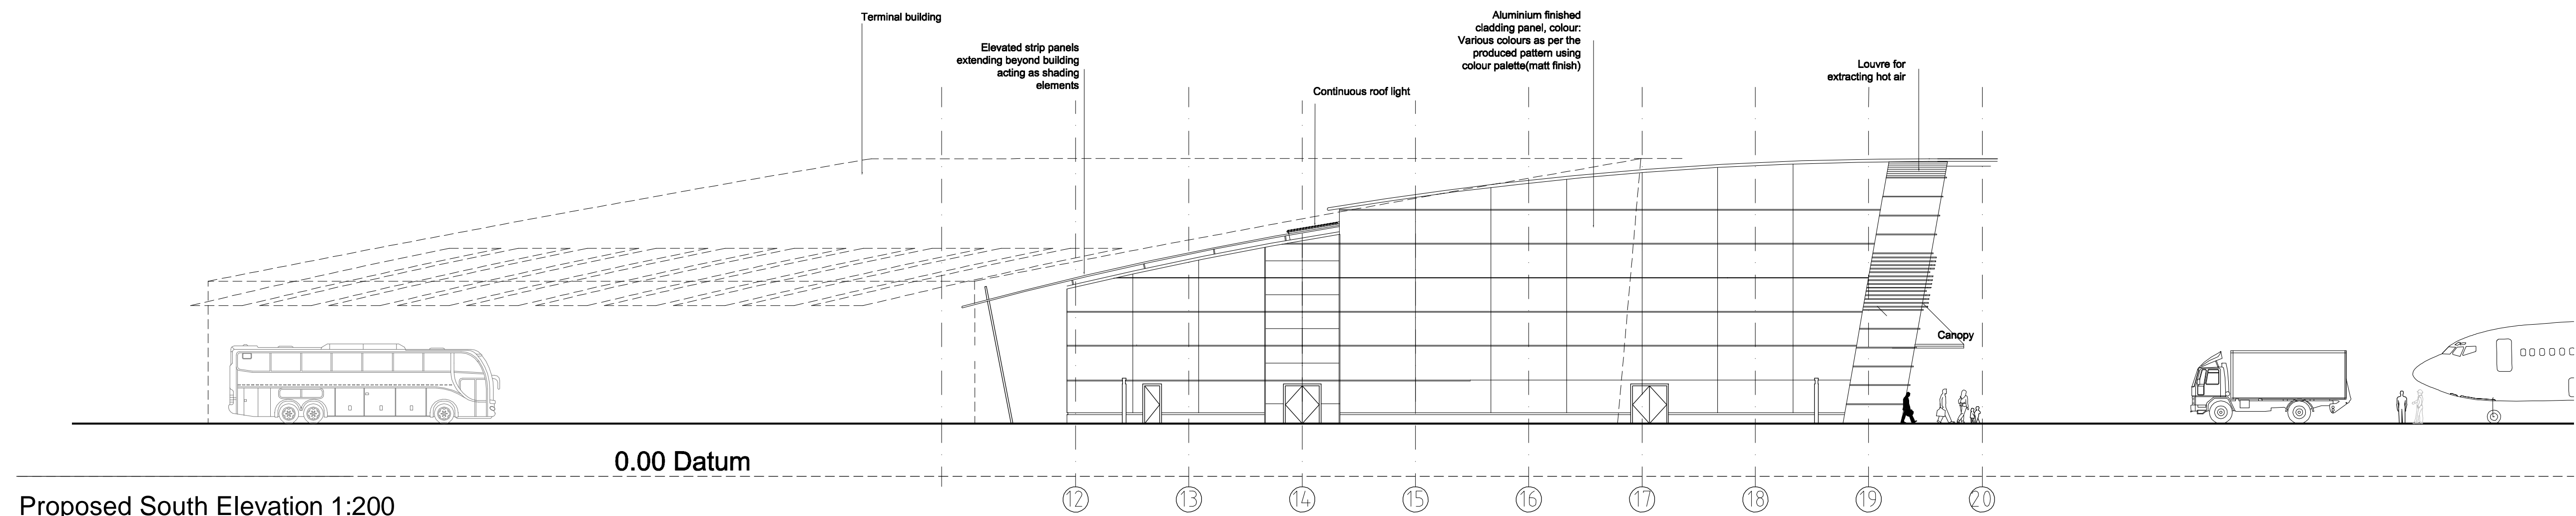 Terminal building
Elevated strip panels
extending beyond building
acting as shading
elements
Continuous roof light
Aluminium finished
cladding panel, colour:
Various colours as per the
produced pattern using
colour palette(matt finish)
Louvre for
extracting hot air
Canopy
0.00 Datum
12 13 14 15 16 17 18 19 20
Proposed South Elevation 1:200